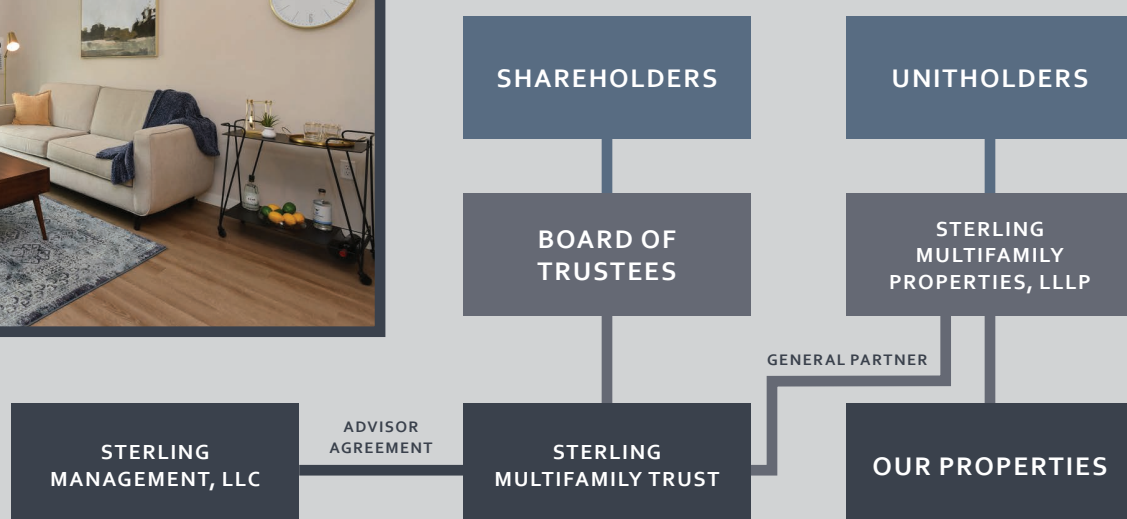 SHAREHOLDERS
UNITHOLDERS
BOARD OF
TRUSTEES
STERLING
MULTIFAMILY
PROPERTIES, LLLP
GENERAL PARTNER
STERLING
MANAGEMENT, LLC
ADVISOR
AGREEMENT
STERLING
MULTIFAMILY TRUST
OUR PROPERTIES